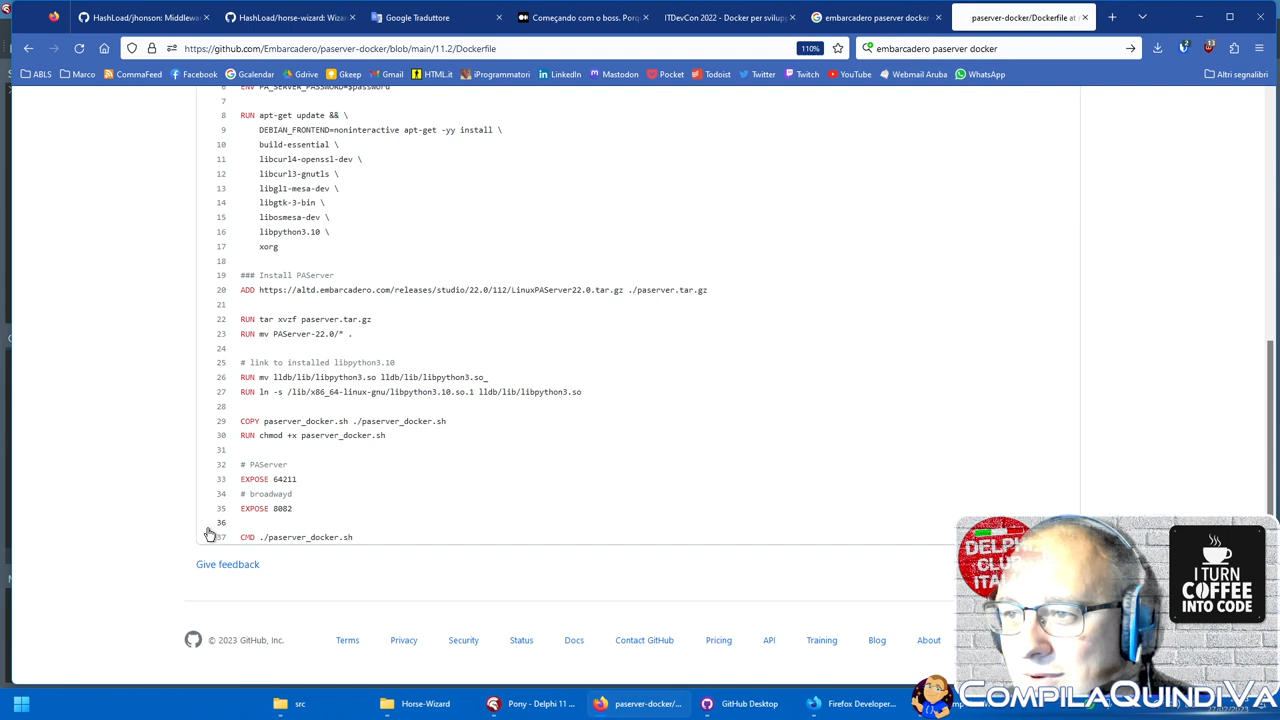 HashLoad/jhonson: Middlewa
HashLoad/horse-wizard: Wizar
Google Traduttore
Começando com o boss. Porq
ITDevCon 2022 - Docker per svilupp
embarcadero paserver docker
paserver-docker/Dockerfile at
https://github.com/Embarcadero/paserver-docker/blob/main/11.2/Dockerfile
110%
embarcadero paserver docker
ABLS
Marco
CommaFeed
Facebook
Gcalendar
Gdrive
Gkeep
Gmail
HTML.it
iProgrammatori
LinkedIn
Mastodon
Pocket
Todoist
Twitter
Twitch
YouTube
Webmail Aruba
WhatsApp
Altri segnalibri
6 ENV PA_SERVER_PASSWORD=$password
7
8 RUN apt-get update && \
9 DEBIAN_FRONTEND=noninteractive apt-get -yy install \
10 build-essential \
11 libcurl4-openssl-dev \
12 libcurl3-gnutls \
13 libgl1-mesa-dev \
14 libgtk-3-bin \
15 libosmesa-dev \
16 libpython3.10 \
17 xorg
18
19 ### Install PAServer
20 ADD https://altd.embarcadero.com/releases/studio/22.0/112/LinuxPAServer22.0.tar.gz ./paserver.tar.gz
21
22 RUN tar xvzf paserver.tar.gz
23 RUN mv PAServer-22.0/* .
24
25 # link to installed libpython3.10
26 RUN mv lldb/lib/libpython3.so lldb/lib/libpython3.so_
27 RUN ln -s /lib/x86_64-linux-gnu/libpython3.10.so.1 lldb/lib/libpython3.so
28
29 COPY paserver_docker.sh ./paserver_docker.sh
30 RUN chmod +x paserver_docker.sh
31
32 # PAServer
33 EXPOSE 64211
34 # broadwayd
35 EXPOSE 8082
36
37 CMD ./paserver_docker.sh
Give feedback
© 2023 GitHub, Inc.
Terms
Privacy
Security
Status
Docs
Contact GitHub
Pricing
API
Training
Blog
About
DELPHI
CLU
ITA
I TURN
COFFEE
INTO CODE
COMPILAQUINDIVA
src
Horse-Wizard
Pony - Delphi 11 ...
paserver-docker/...
GitHub Desktop
Firefox Developer...